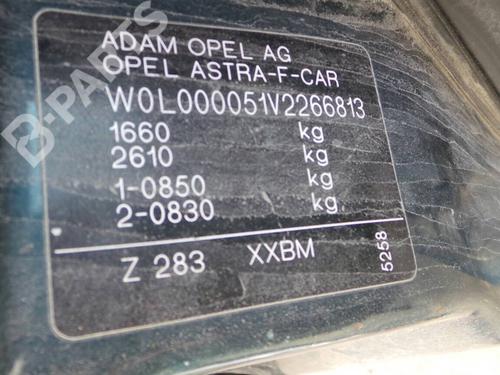 ADAM OPEL AG
OPEL ASTRA-F-CAR
W0L000051V2266813
1660 kg
2610 kg
1-0850 kg
2-0830 kg
Z 283 XXBM
5258
B-PARTS